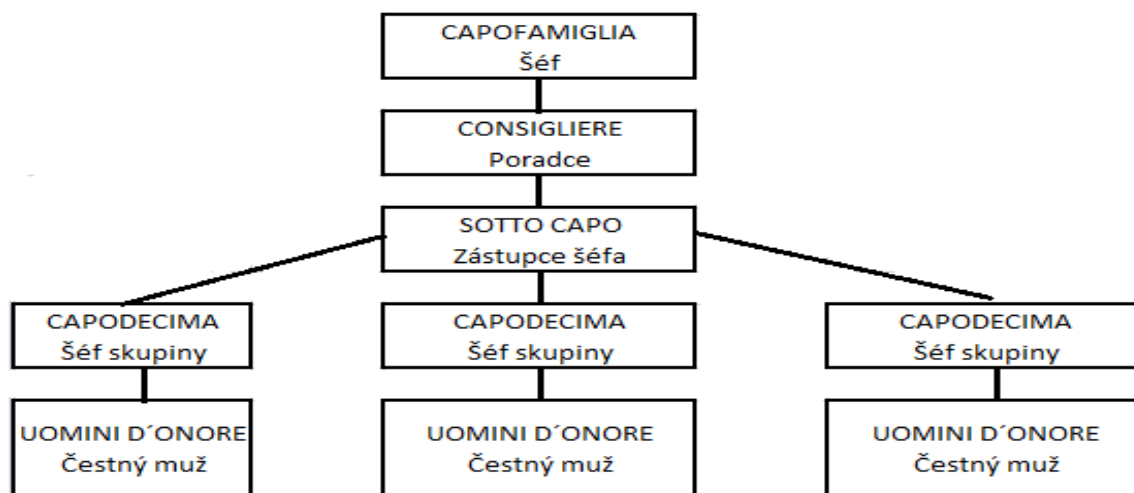 CAPOFAMIGLIA
Šéf
CONSIGLIERE
Poradce
SOTTO CAPO
Zástupce šéfa
CAPODECIMA
Šéf skupiny
CAPODECIMA
Šéf skupiny
CAPODECIMA
Šéf skupiny
UOMINI D´ONORE
Čestný muž
UOMINI D´ONORE
Čestný muž
UOMINI D´ONORE
Čestný muž